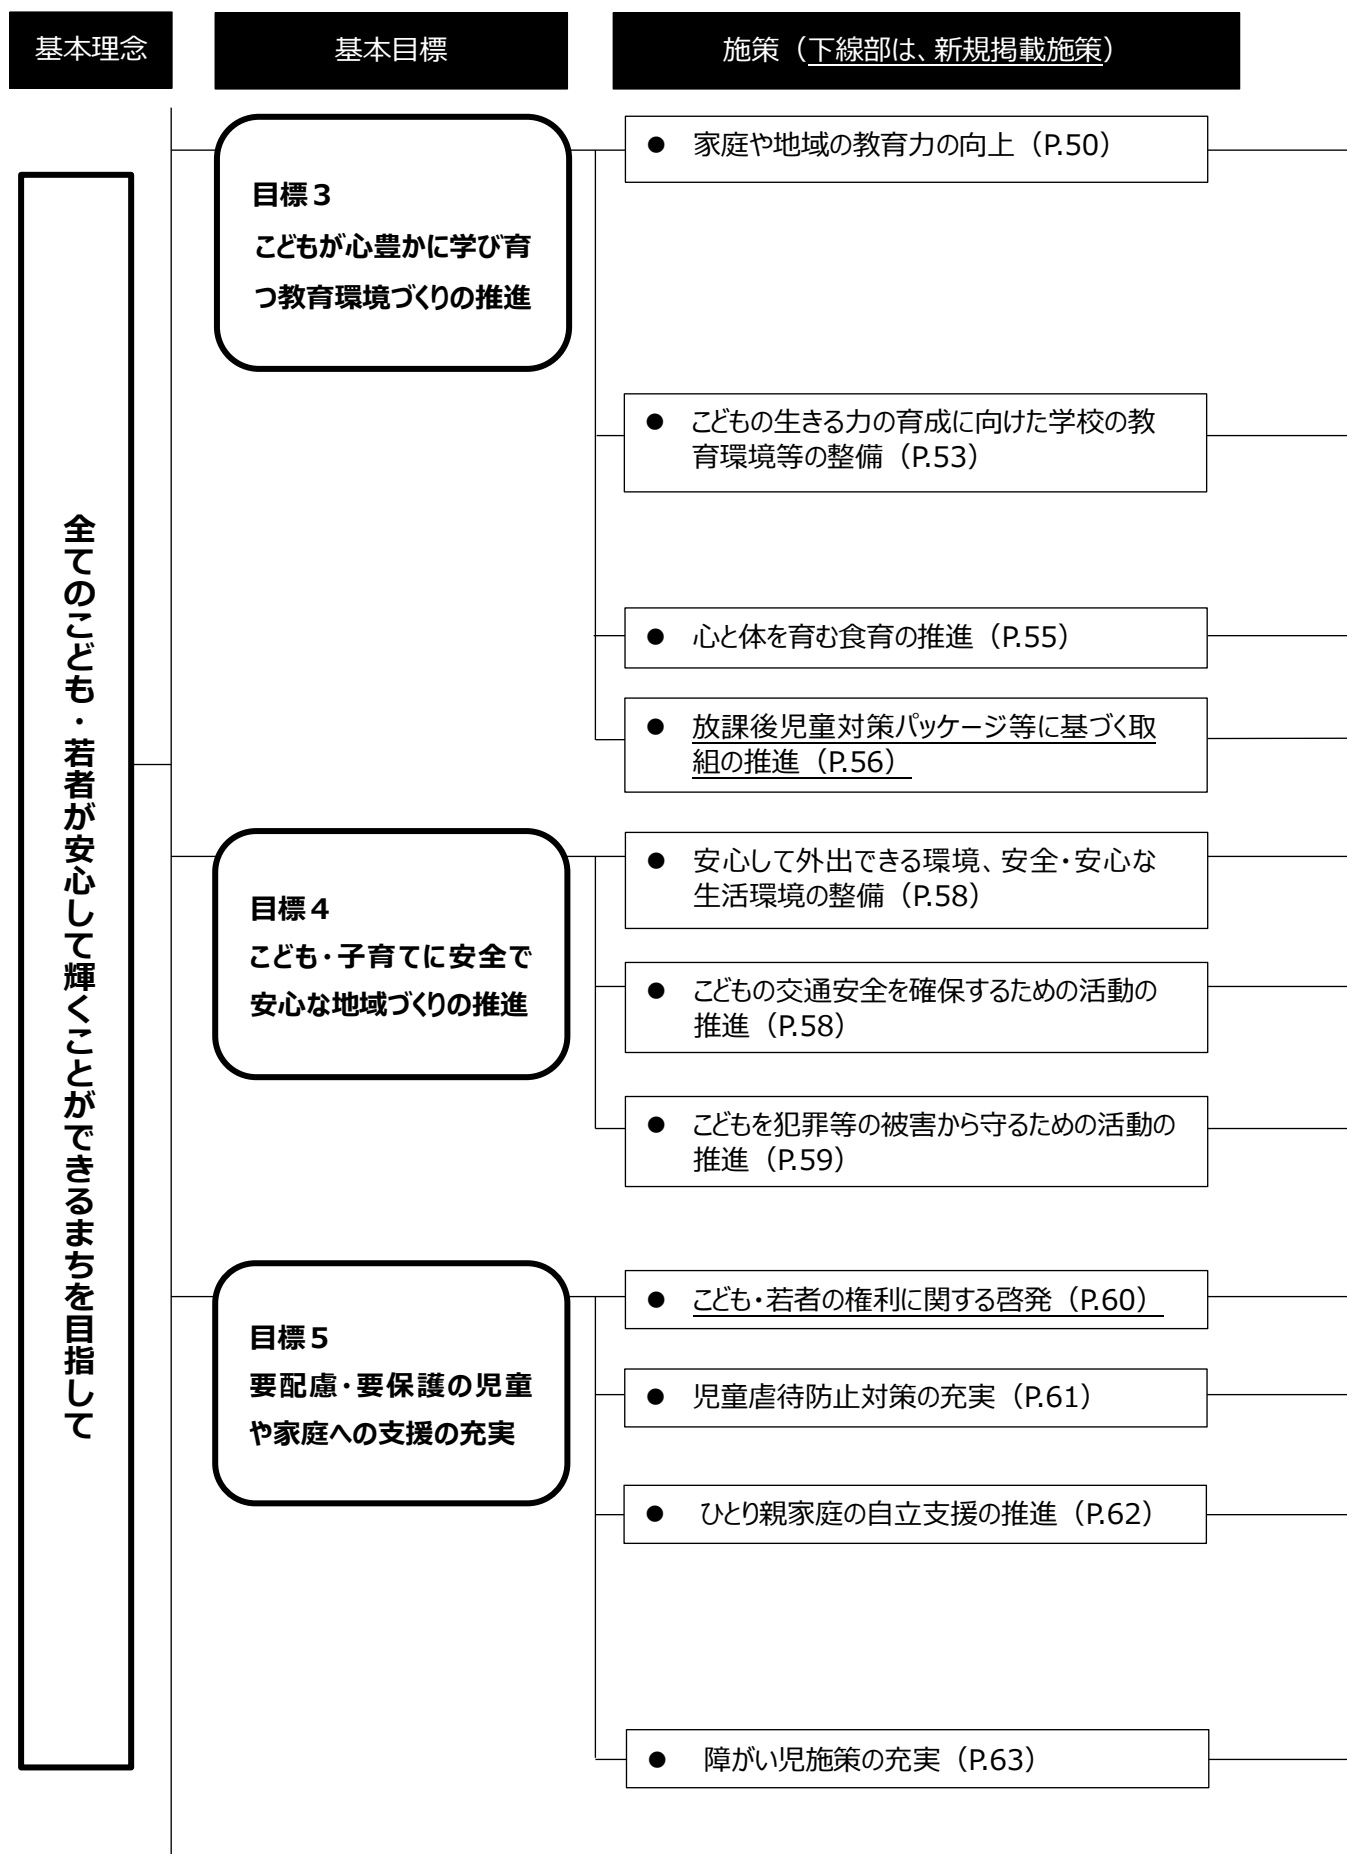 基本理念
基本目標
施策（下線部は、新規掲載施策）
全てのこども・若者が安心して輝くことができるまちを目指して
目標３
こどもが心豊かに学び育
つ教育環境づくりの推進
● 家庭や地域の教育力の向上（P.50）
● こどもの生きる力の育成に向けた学校の教
育環境等の整備（P.53）
● 心と体を育む食育の推進（P.55）
● 放課後児童対策パッケージ等に基づく取
組の推進（P.56）
目標４
こども・子育てに安全で
安心な地域づくりの推進
● 安心して外出できる環境、安全・安心な
生活環境の整備（P.58）
● こどもの交通安全を確保するための活動の
推進（P.58）
● こどもを犯罪等の被害から守るための活動の
推進（P.59）
目標５
要配慮・要保護の児童
や家庭への支援の充実
● こども・若者の権利に関する啓発（P.60）
● 児童虐待防止対策の充実（P.61）
● ひとり親家庭の自立支援の推進（P.62）
● 障がい児施策の充実（P.63）